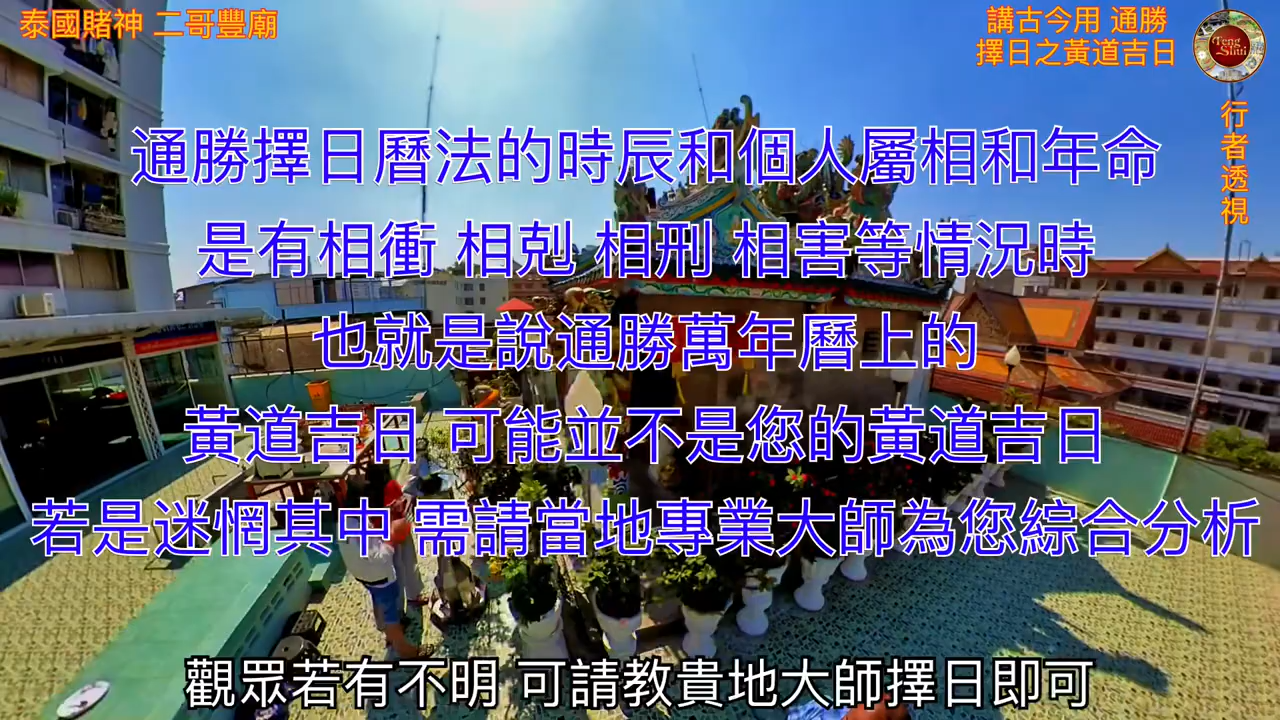 泰國賭神 二哥豐廟
講古今用 通勝
擇日之黃道吉日
Teng
Shui
行者透視
通勝擇日曆法的時辰和個人屬相和年命
是有相衝 相剋 相刑 相害等情況時
也就是說通勝萬年曆上的
黃道吉日 可能並不是您的黃道吉日
若是迷惘其中 需請當地專業大師為您綜合分析
觀眾若有不明 可請教貴地大師擇日即可